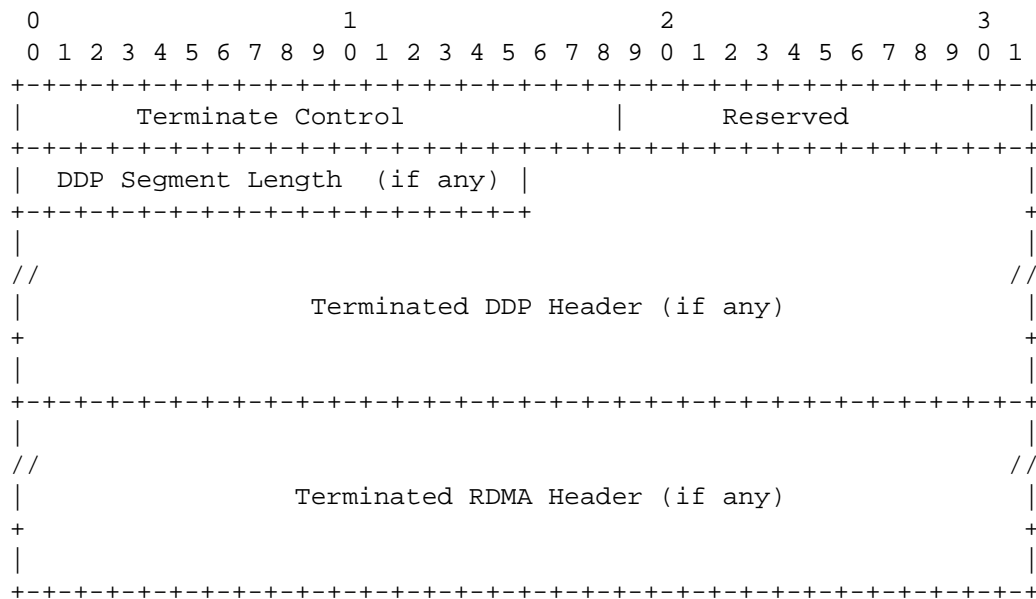 0                   1                   2                   3
 0 1 2 3 4 5 6 7 8 9 0 1 2 3 4 5 6 7 8 9 0 1 2 3 4 5 6 7 8 9 0 1
+-+-+-+-+-+-+-+-+-+-+-+-+-+-+-+-+-+-+-+-+-+-+-+-+-+-+-+-+-+-+-+-+
|       Terminate Control             |      Reserved           |
+-+-+-+-+-+-+-+-+-+-+-+-+-+-+-+-+-+-+-+-+-+-+-+-+-+-+-+-+-+-+-+-+
|  DDP Segment Length  (if any) |                               |
+-+-+-+-+-+-+-+-+-+-+-+-+-+-+-+-+                               +
|                                                               |
//                                                             //
|                  Terminated DDP Header (if any)               |
+                                                               +
|                                                               |
+-+-+-+-+-+-+-+-+-+-+-+-+-+-+-+-+-+-+-+-+-+-+-+-+-+-+-+-+-+-+-+-+
|                                                               |
//                                                             //
|                 Terminated RDMA Header (if any)               |
+                                                               +
|                                                               |
+-+-+-+-+-+-+-+-+-+-+-+-+-+-+-+-+-+-+-+-+-+-+-+-+-+-+-+-+-+-+-+-+